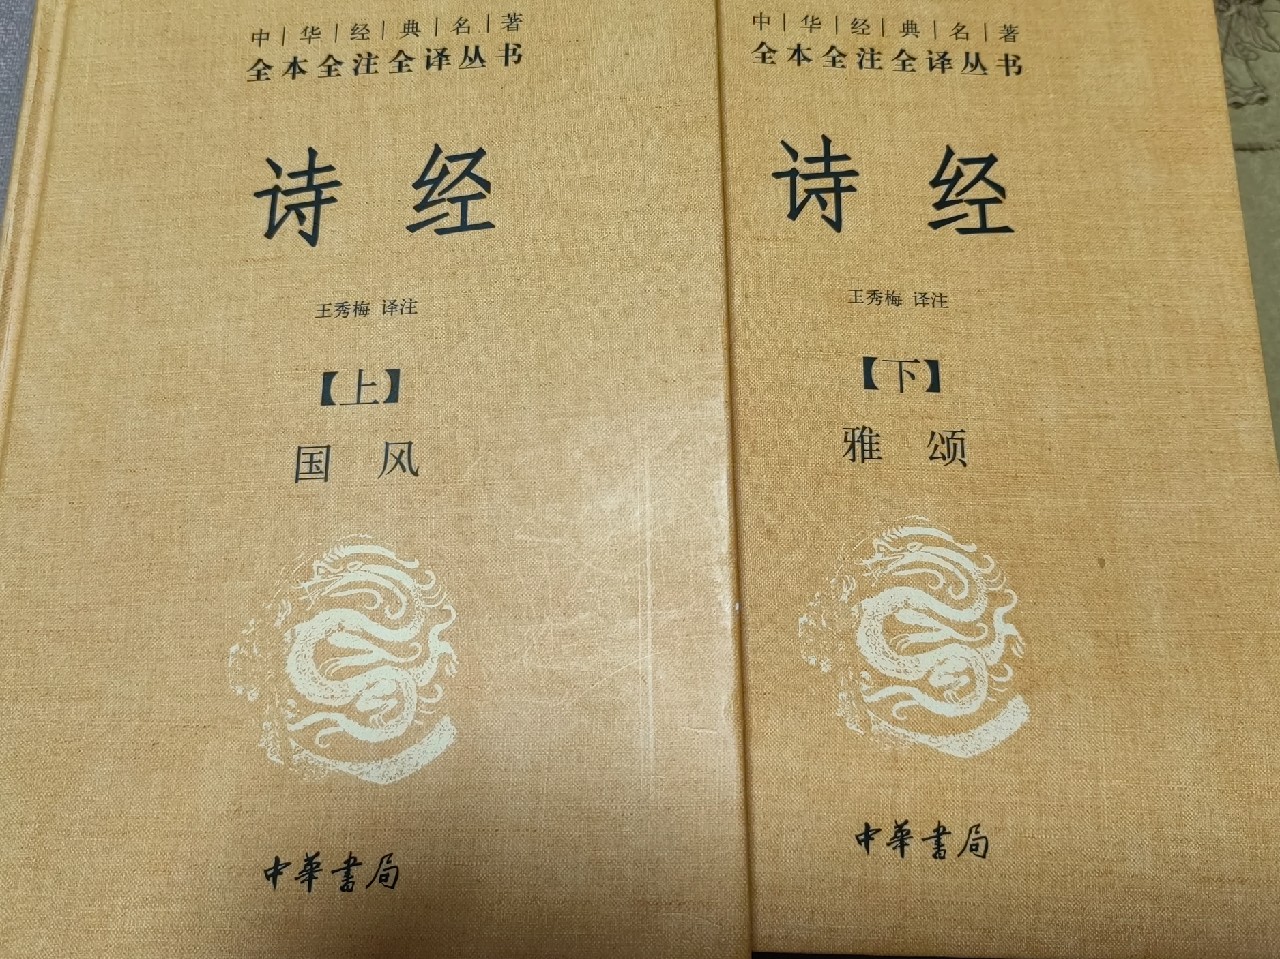 中|华|经|典|名|著
全本全注全译丛书
诗经
王秀梅 译注
【上】
国风
中華書局
中|华|经|典|名|著
全本全注全译丛书
诗经
王秀梅 译注
【下】
雅颂
中華書局